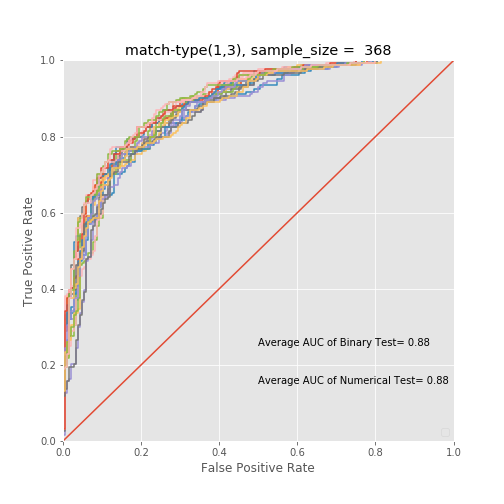 match-type(1,3), sample_size =  368
1.0
0.8
0.6
0.4
0.2
0.0
True Positive Rate
Average AUC of Binary Test= 0.88
Average AUC of Numerical Test= 0.88
0.0 0.2 0.4 0.6 0.8 1.0
False Positive Rate